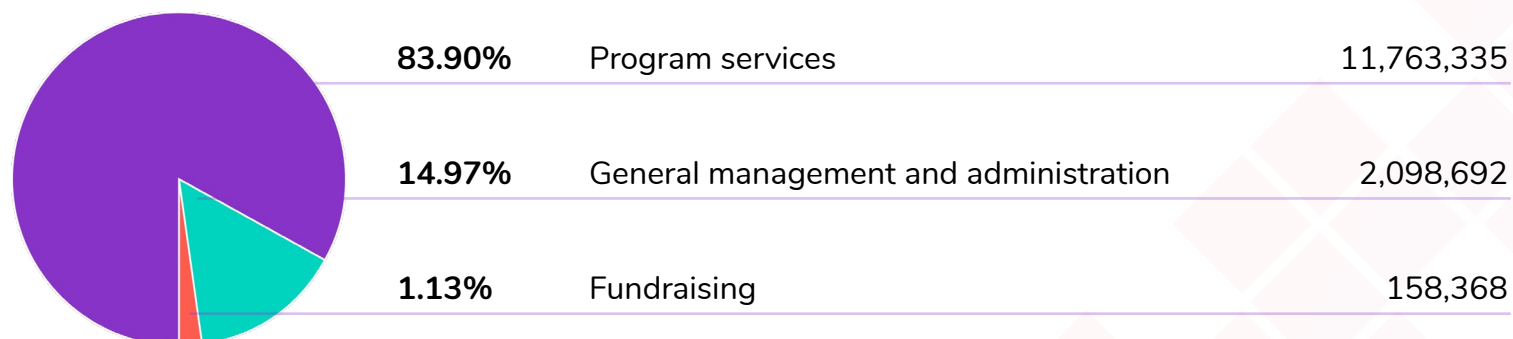 83.90% Program services 11,763,335
14.97% General management and administration 2,098,692
1.13% Fundraising 158,368